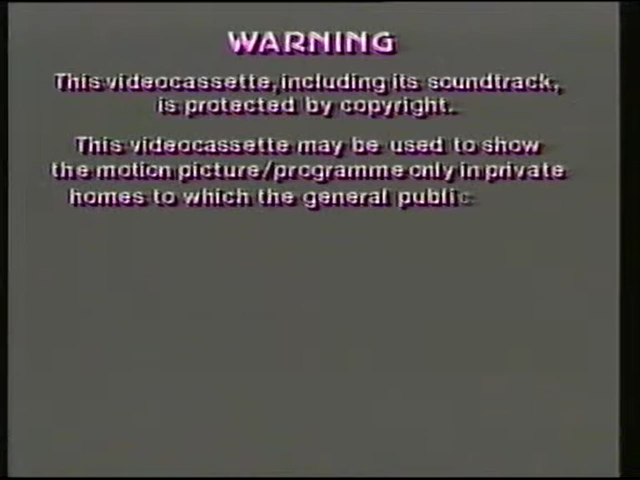 WARNING
This videocassette, including its soundtrack,
is protected by copyright.
This videocassette may be used to show
the motion picture/programme only in private
homes to which the general public